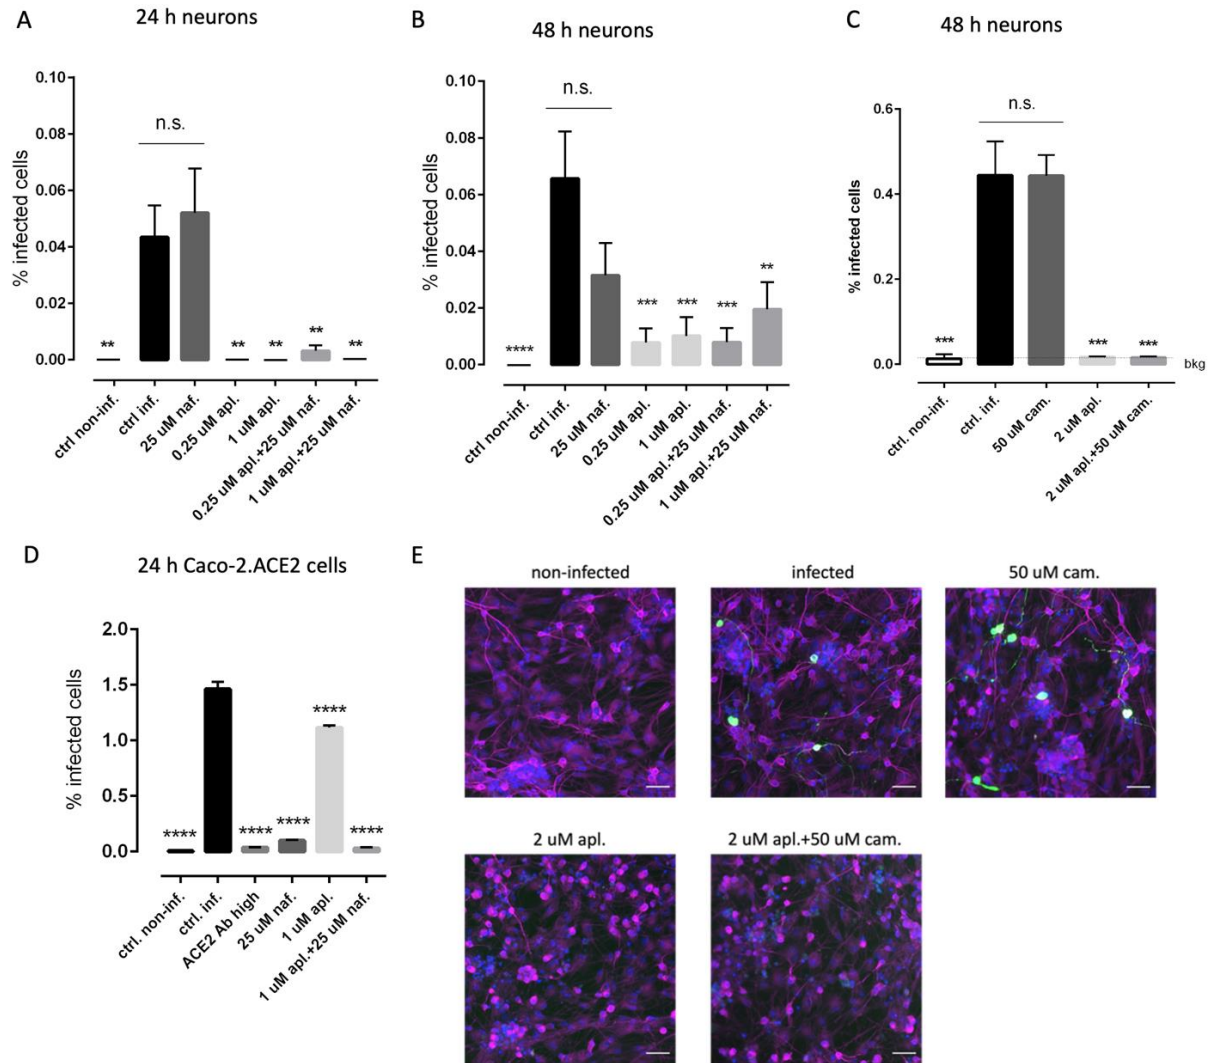 A
24 h neurons
0.10
0.08
0.06
0.04
0.02
0.00
% infected cells
n.s.
**
**
**
**
**
ctrl non-inf.
ctrl inf.
25 uM naf.
0.25 uM apl.
1 uM apl.
0.25 uM apl.+25 uM naf.
1 uM apl.+25 uM naf.
B
48 h neurons
0.10
0.08
0.06
0.04
0.02
0.00
% infected cells
n.s.
****
***
***
***
**
ctrl non-inf.
ctrl inf.
25 uM naf.
0.25 uM apl.
1 uM apl.
0.25 uM apl.+25 uM naf.
1 uM apl.+25 uM naf.
C
48 h neurons
0.6
0.4
0.2
0.0
% infected cells
n.s.
***
***
***
bkg
ctrl. non-inf.
ctrl. inf.
50 uM cam.
2 uM apl.
2 uM apl.+50 uM cam.
D
24 h Caco-2.ACE2 cells
2.0
1.5
1.0
0.5
0.0
% infected cells
****
****
****
****
****
ctrl. non-inf.
ctrl. inf.
ACE2 Ab high
25 uM naf.
1 uM apl.
1 uM apl.+25 uM naf.
E
non-infected
infected
50 uM cam.
2 uM apl.
2 uM apl.+50 uM cam.